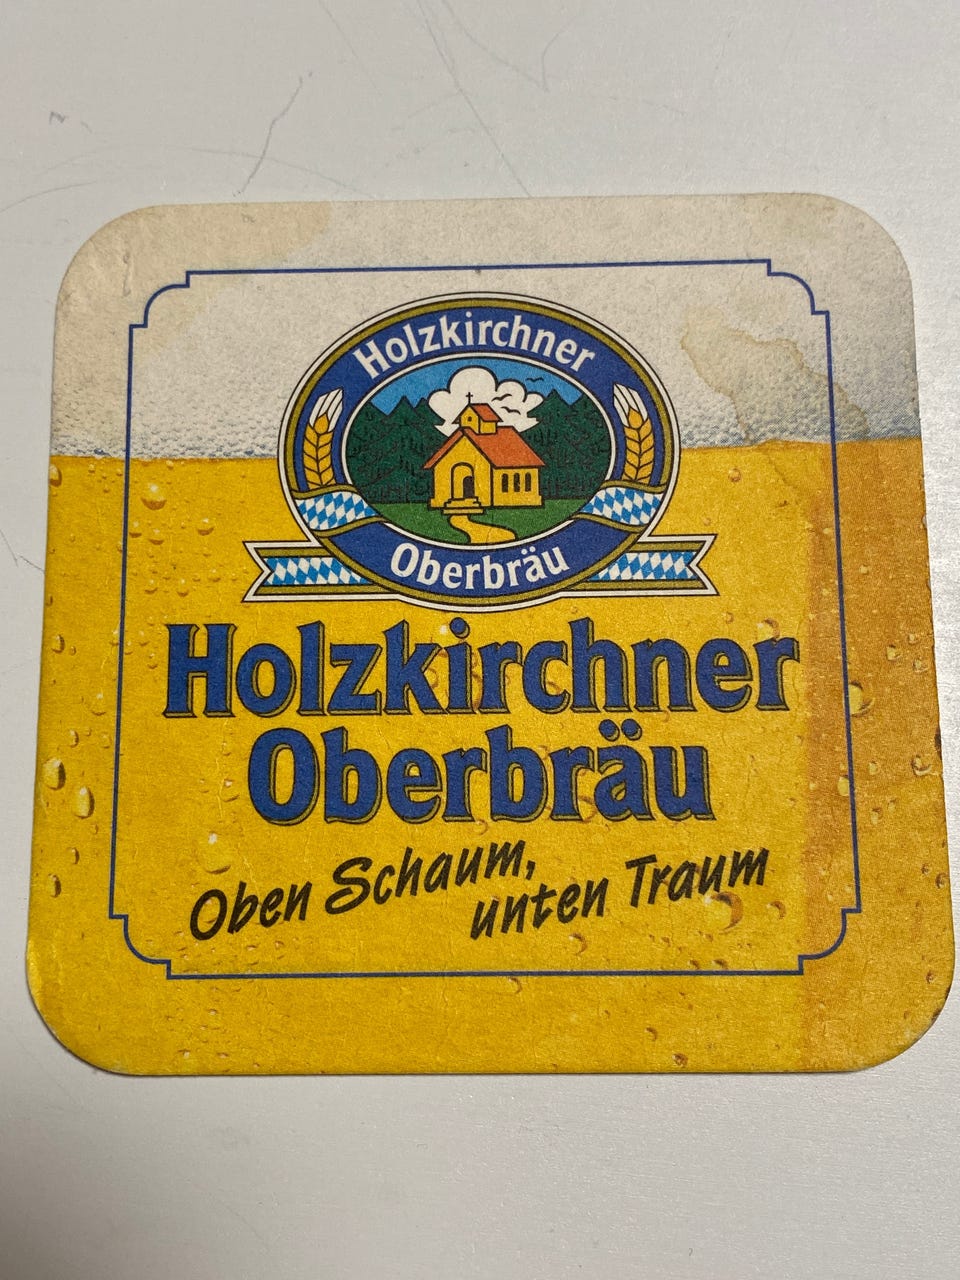 Holzkirchner
Oberbräu
Holzkirchner
Oberbräu
Oben Schaum,
unten Traum